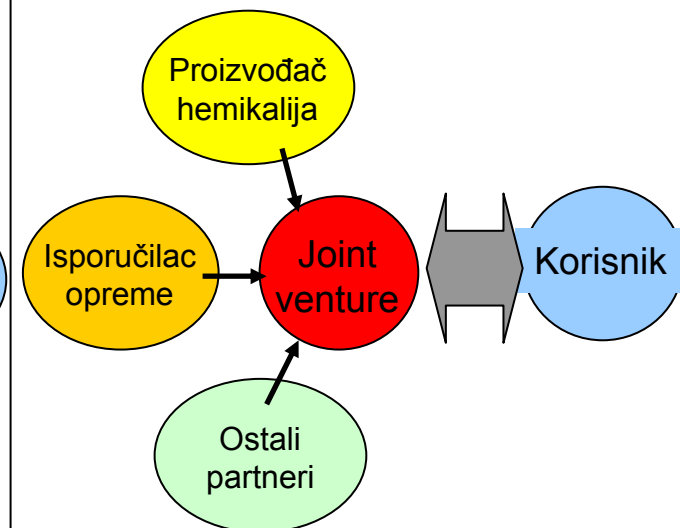 Proizvođač
hemikalija
Isporučilac
opreme
Joint
venture
Korisnik
Ostali
partneri